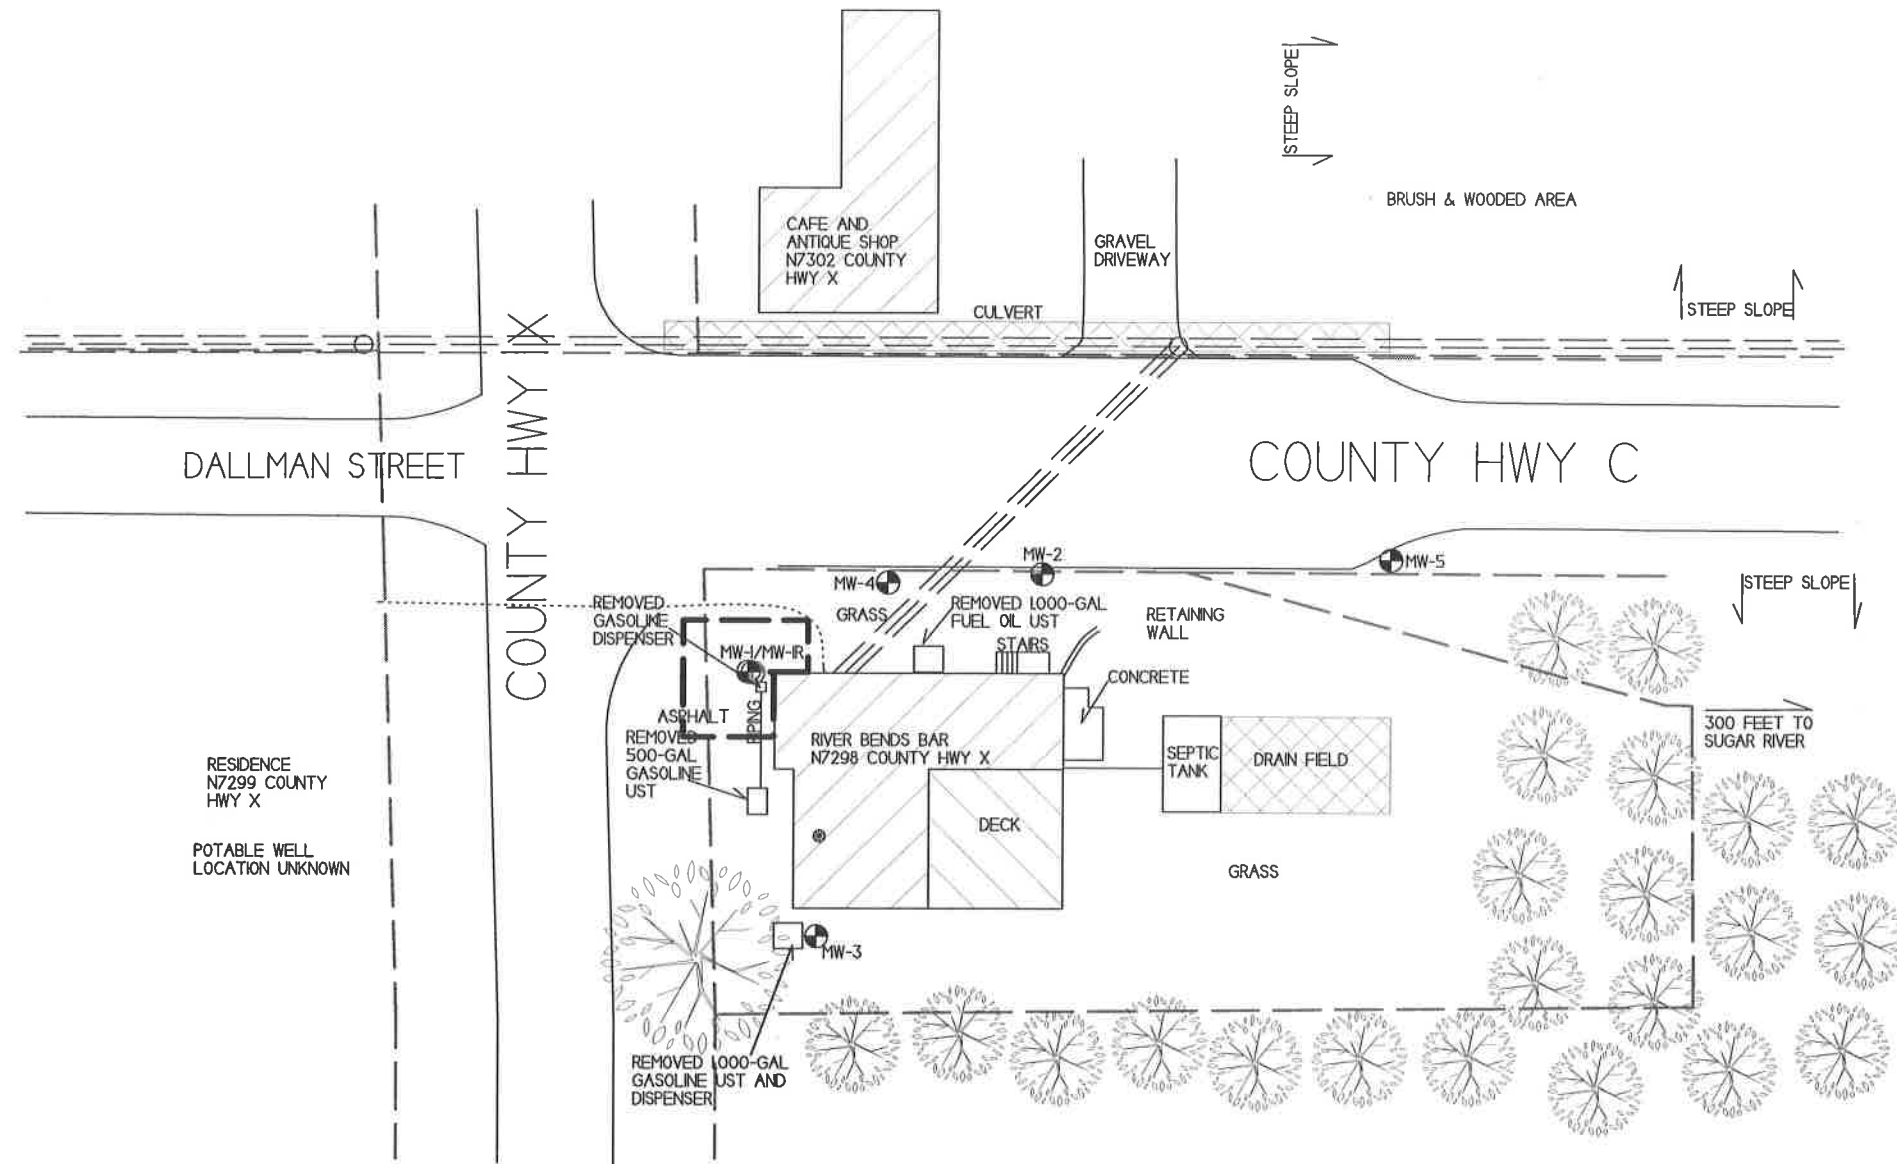 STEEP SLOPE
BRUSH & WOODED AREA
CAFE AND
ANTIQUE SHOP
N7302 COUNTY
HWY X
GRAVEL
DRIVEWAY
CULVERT
STEEP SLOPE
COUNTY HWY X
DALLMAN STREET
COUNTY HWY C
MW-2
MW-4
MW-5
STEEP SLOPE
REMOVED
GASOLINE
DISPENSER
GRASS
REMOVED 1,000-GAL
FUEL OIL UST
STAIRS
RETAINING
WALL
MW-1/MW-1R
CONCRETE
ASPHALT
PIPING
REMOVED
500-GAL
GASOLINE
UST
RIVER BENDS BAR
N7298 COUNTY HWY X
SEPTIC
TANK
DRAIN FIELD
300 FEET TO
SUGAR RIVER
RESIDENCE
N7299 COUNTY
HWY X
POTABLE WELL
LOCATION UNKNOWN
DECK
GRASS
MW-3
REMOVED 1,000-GAL
GASOLINE UST AND
DISPENSER